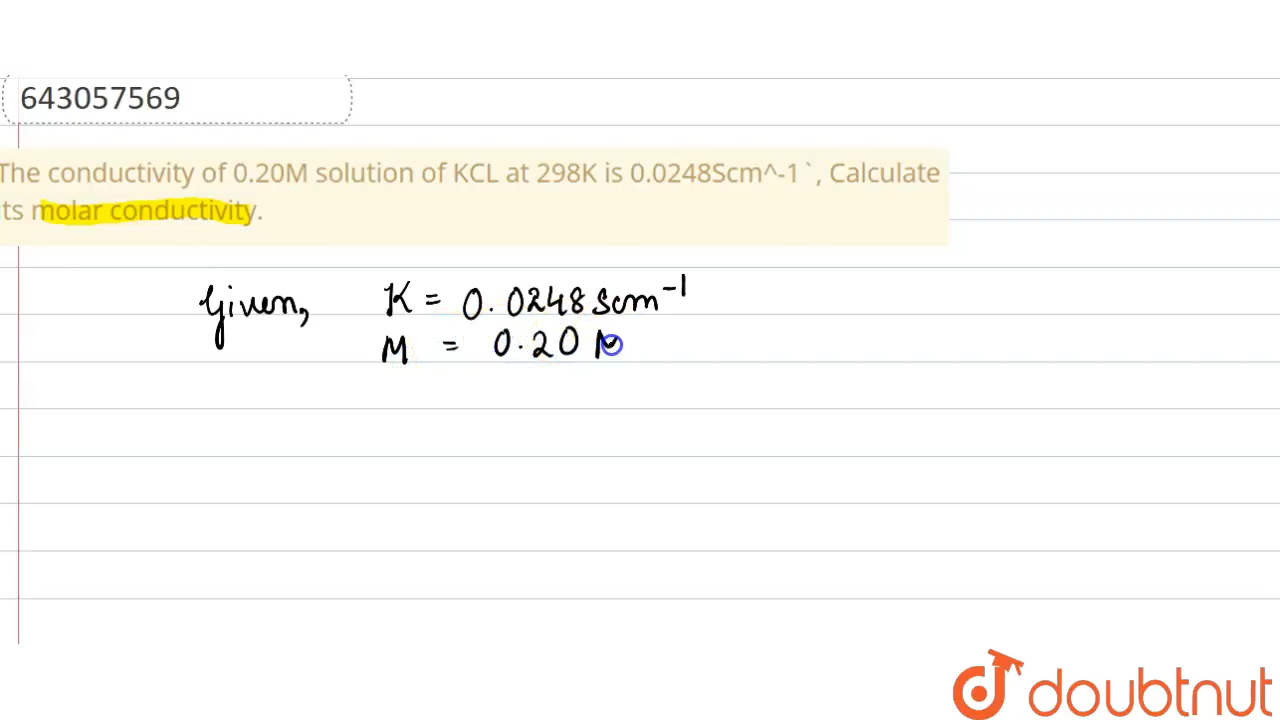 643057569
The conductivity of 0.20M solution of KCL at 298K is 0.0248Scm^-1`, Calculate
its molar conductivity.
Given, K = 0.0248 Scm⁻¹
M = 0.20 M
doubtnut